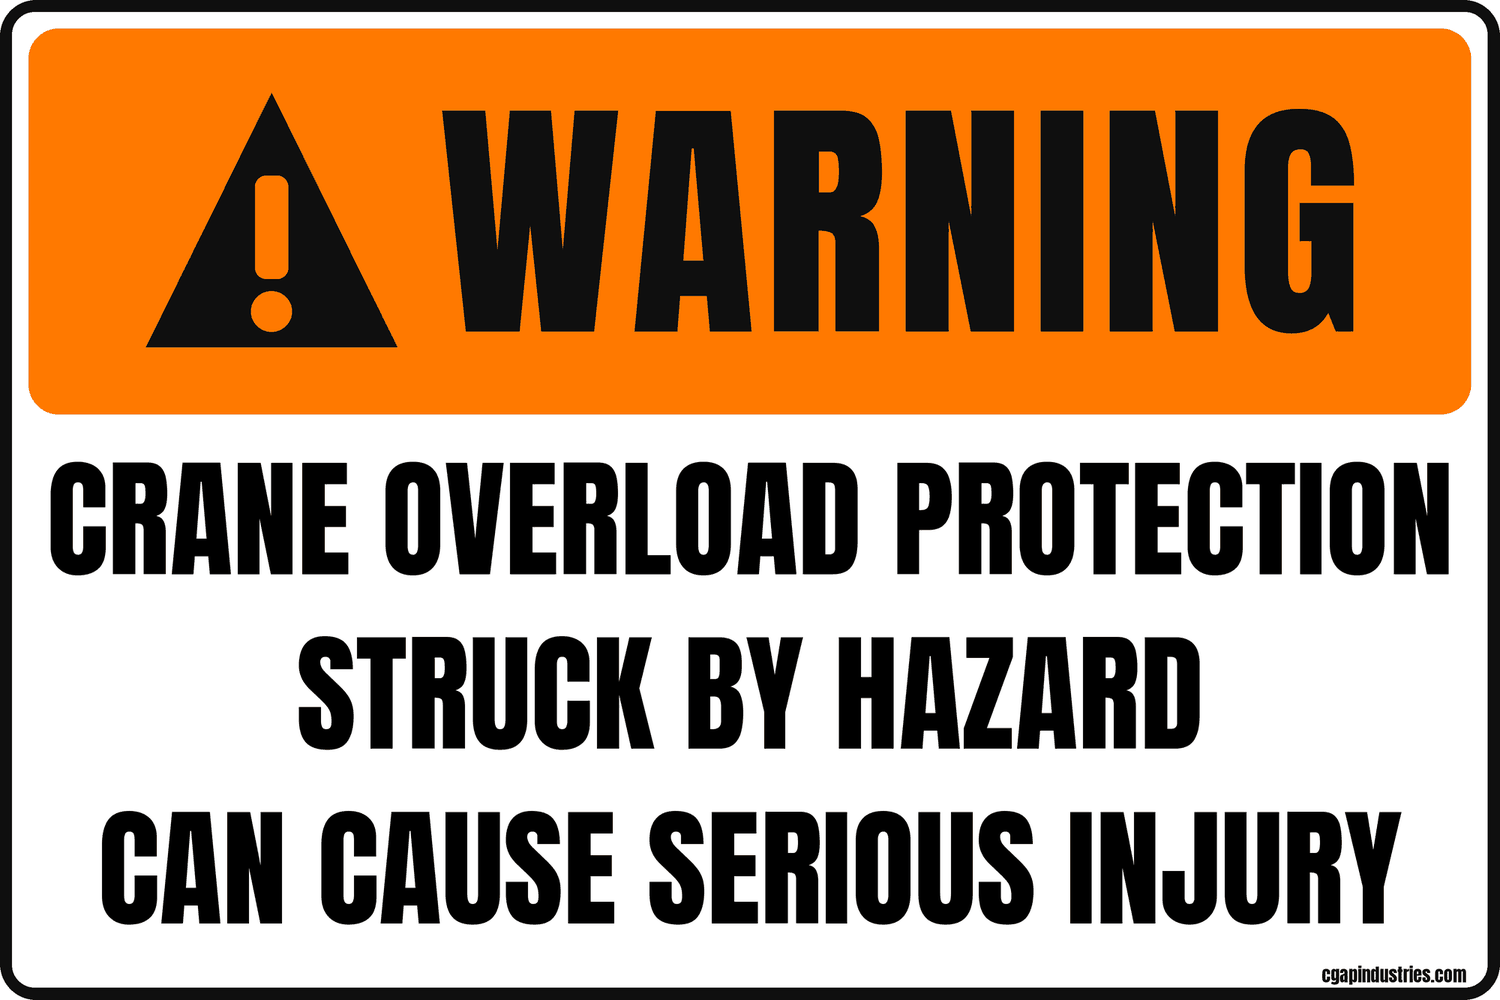 WARNING
CRANE OVERLOAD PROTECTION
STRUCK BY HAZARD
CAN CAUSE SERIOUS INJURY
cgapindustries.com